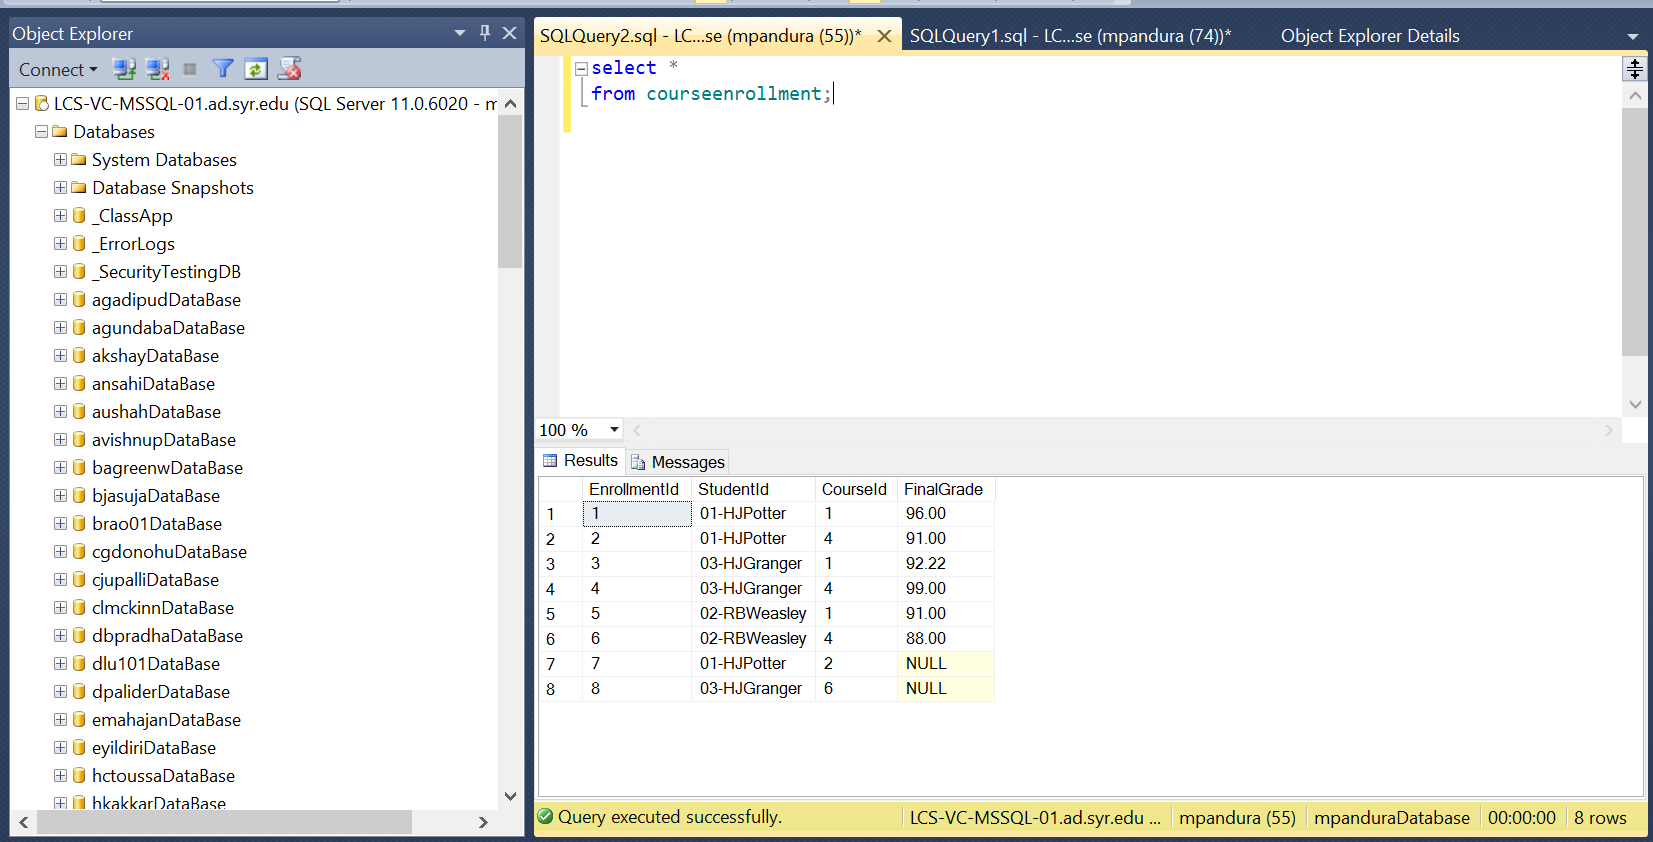 Object Explorer
Connect
LCS-VC-MSSQL-01.ad.syr.edu (SQL Server 11.0.6020 - m
Databases
System Databases
Database Snapshots
_ClassApp
_ErrorLogs
_SecurityTestingDB
agadipudDataBase
agundabaDataBase
akshayDataBase
ansahiDataBase
aushahDataBase
avishnupDataBase
bagreenwDataBase
bjasujaDataBase
brao01DataBase
cgdonohuDataBase
cjupalliDataBase
clmckinnDataBase
dbpradhaDataBase
dlu101DataBase
dpaliderDataBase
emahajanDataBase
eyildiriDataBase
hctoussaDataBase
hkakkarDataBase
SQLQuery2.sql - LC...se (mpandura (55))* SQLQuery1.sql - LC...se (mpandura (74))* Object Explorer Details
select *
from courseenrollment;
100 %
Results Messages
EnrollmentId StudentId CourseId FinalGrade
1 1 01-HJPotter 1 96.00
2 2 01-HJPotter 4 91.00
3 3 03-HJGranger 1 92.22
4 4 03-HJGranger 4 99.00
5 5 02-RBWeasley 1 91.00
6 6 02-RBWeasley 4 88.00
7 7 01-HJPotter 2 NULL
8 8 03-HJGranger 6 NULL
Query executed successfully. LCS-VC-MSSQL-01.ad.syr.edu ... mpandura (55) mpanduraDatabase 00:00:00 8 rows